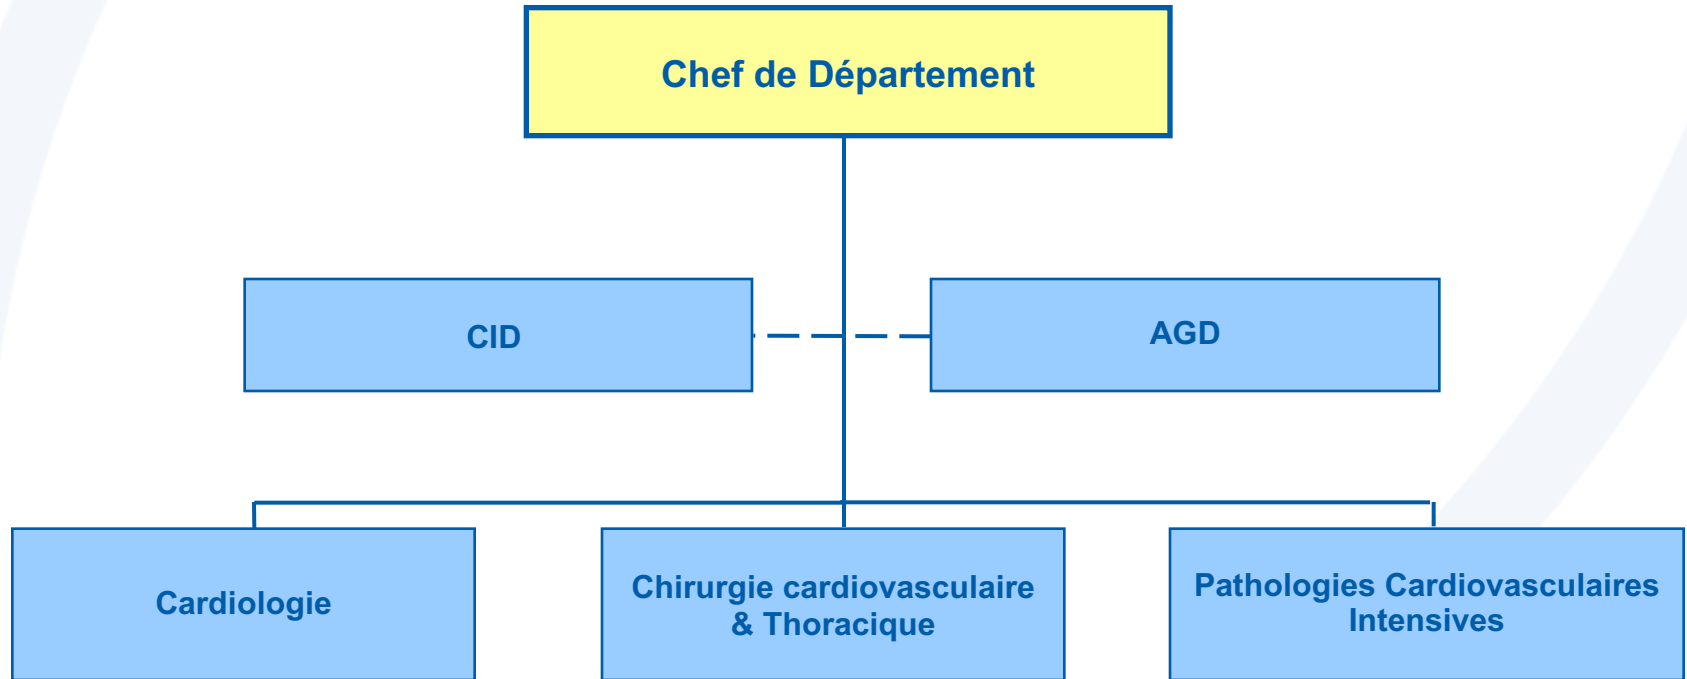 Chef de Département
CID
AGD
Cardiologie
Chirurgie cardiovasculaire
& Thoracique
Pathologies Cardiovasculaires
Intensives